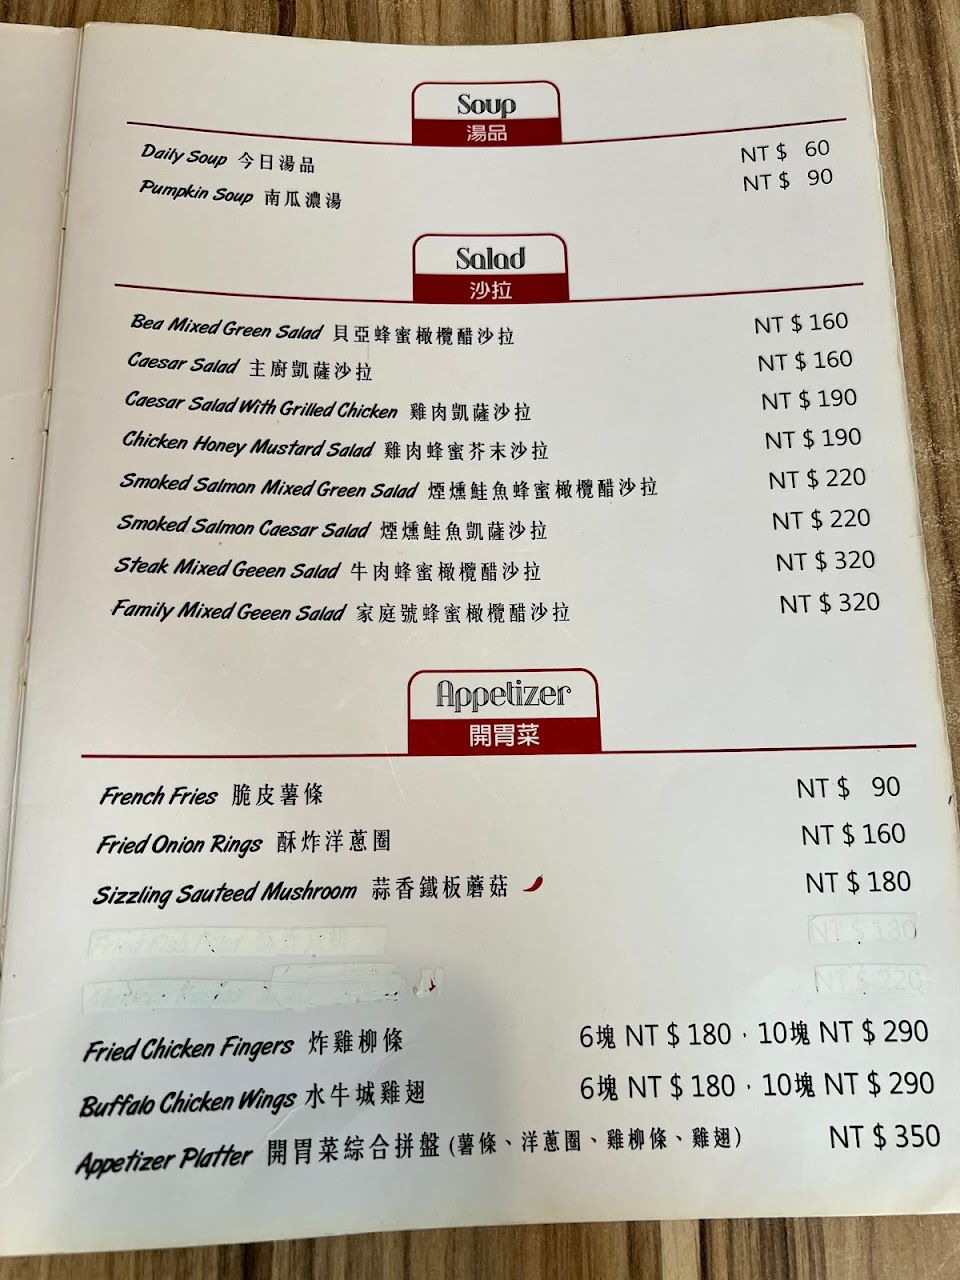 Soup
湯品
Daily Soup 今日湯品 NT $ 60
Pumpkin Soup 南瓜濃湯 NT $ 90
Salad
沙拉
Bea Mixed Green Salad 貝亞蜂蜜橄欖醋沙拉 NT $ 160
Caesar Salad 主廚凱薩沙拉 NT $ 160
Caesar Salad With Grilled Chicken 雞肉凱薩沙拉 NT $ 190
Chicken Honey Mustard Salad 雞肉蜂蜜芥末沙拉 NT $ 190
Smoked Salmon Mixed Green Salad 煙燻鮭魚蜂蜜橄欖醋沙拉 NT $ 220
Smoked Salmon Caesar Salad 煙燻鮭魚凱薩沙拉 NT $ 220
Steak Mixed Geeen Salad 牛肉蜂蜜橄欖醋沙拉 NT $ 320
Family Mixed Geeen Salad 家庭號蜂蜜橄欖醋沙拉 NT $ 320
Appetizer
開胃菜
French Fries 脆皮薯條 NT $ 90
Fried Onion Rings 酥炸洋蔥圈 NT $ 160
Sizzling Sauteed Mushroom 蒜香鐵板蘑菇 NT $ 180
NT $ 180
NT $ 220
Fried Chicken Fingers 炸雞柳條 6塊 NT $ 180 · 10塊 NT $ 290
Buffalo Chicken Wings 水牛城雞翅 6塊 NT $ 180 · 10塊 NT $ 290
Appetizer Platter 開胃菜綜合拼盤 (薯條、洋蔥圈、雞柳條、雞翅) NT $ 350